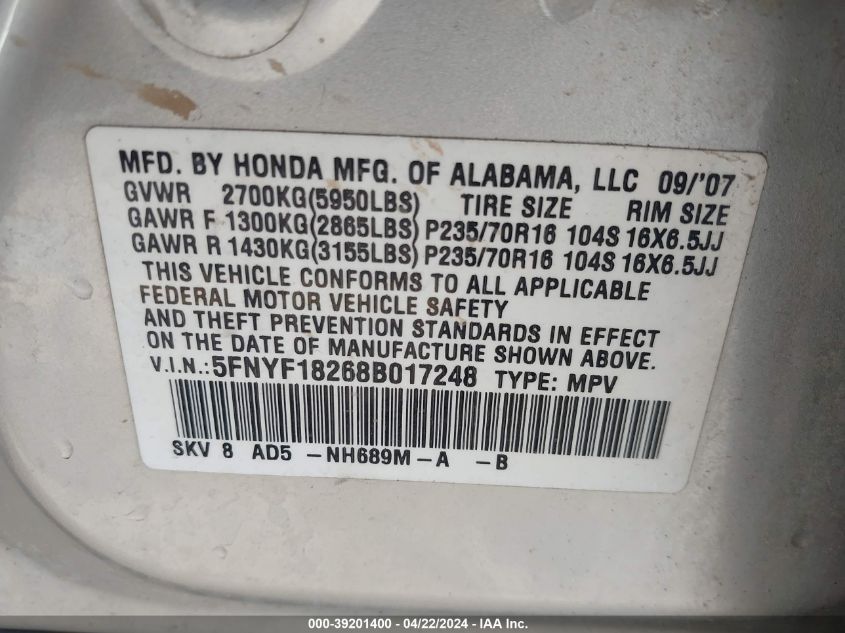 MFD. BY HONDA MFG. OF ALABAMA, LLC 09/'07
GVWR 2700KG(5950LBS) TIRE SIZE RIM SIZE
GAWR F 1300KG(2865LBS) P235/70R16 104S 16X6.5JJ
GAWR R 1430KG(3155LBS) P235/70R16 104S 16X6.5JJ
THIS VEHICLE CONFORMS TO ALL APPLICABLE
FEDERAL MOTOR VEHICLE SAFETY
AND THEFT PREVENTION STANDARDS IN EFFECT
ON THE DATE OF MANUFACTURE SHOWN ABOVE.
V.I.N.:5FNYF18268B017248 TYPE: MPV
SKV 8 AD5 -NH689M-A -B
000-39201400 - 04/22/2024 - IAA Inc.